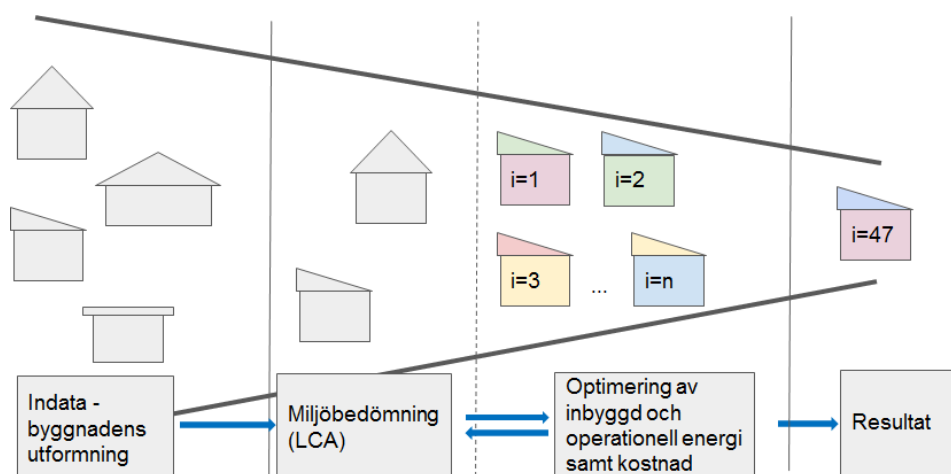 i=1
i=2
i=3
...
i=n
i=47
Indata -
byggnadens
utformning
Miljöbedömning
(LCA)
Optimering av
inbyggd och
operationell energi
samt kostnad
Resultat